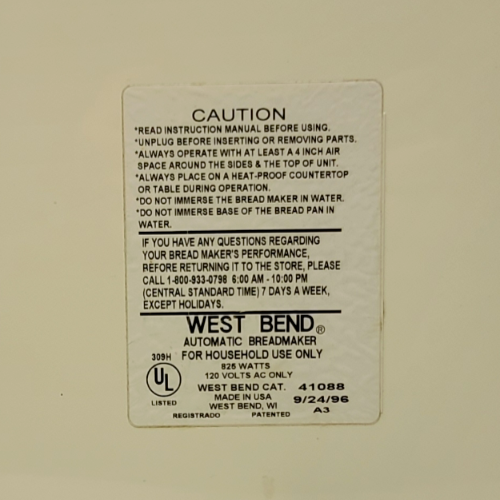 CAUTION
*READ INSTRUCTION MANUAL BEFORE USING.
*UNPLUG BEFORE INSERTING OR REMOVING PARTS.
*ALWAYS OPERATE WITH AT LEAST A 4 INCH AIR
SPACE AROUND THE SIDES & THE TOP OF UNIT.
*ALWAYS PLACE ON A HEAT-PROOF COUNTERTOP
OR TABLE DURING OPERATION.
*DO NOT IMMERSE THE BREAD MAKER IN WATER.
*DO NOT IMMERSE BASE OF THE BREAD PAN IN
WATER.
IF YOU HAVE ANY QUESTIONS REGARDING
YOUR BREAD MAKER'S PERFORMANCE,
REFORE RETURNING IT TO THE STORE, PLEASE
CALL 1-800-933-0798 6:00 AM - 10:00 PM
(CENTRAL STANDARD TIME) 7 DAYS A WEEK,
EXCEPT HOLIDAYS.
WEST BEND®
AUTOMATIC BREADMAKER
309H FOR HOUSEHOLD USE ONLY
825 WATTS
120 VOLTS AC ONLY
UL
LISTED
WEST BEND CAT. 41088
MADE IN USA 9/24/96
WEST BEND, WI A3
REGISTRADO PATENTED